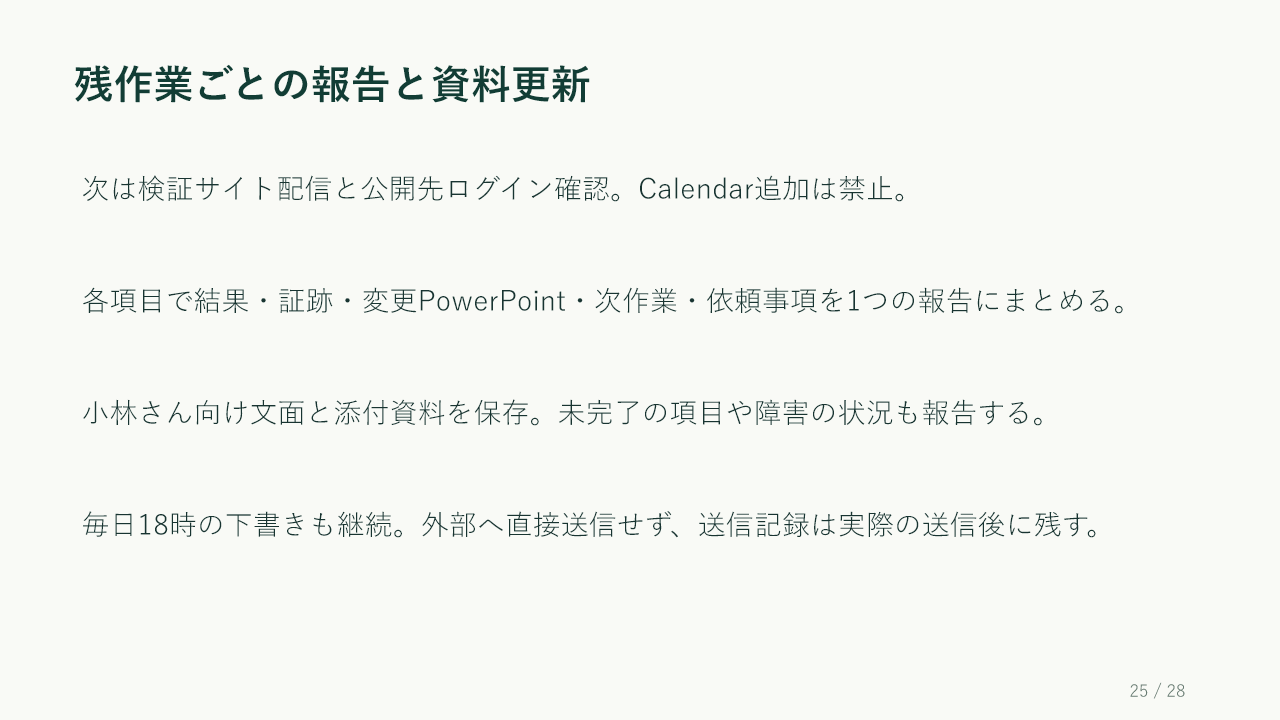 残作業ごとの報告と資料更新
次は検証サイト配信と公開先ログイン確認。Calendar追加は禁止。
各項目で結果・証跡・変更PowerPoint・次作業・依頼事項を1つの報告にまとめる。
小林さん向け文面と添付資料を保存。未完了の項目や障害の状況も報告する。
毎日18時の下書きも継続。外部へ直接送信せず、送信記録は実際の送信後に残す。
25 / 28